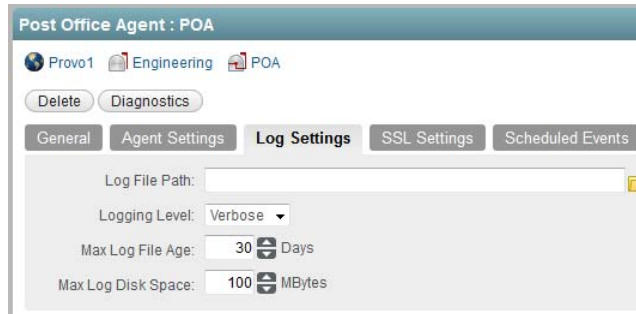 Post Office Agent : POA
Provo1 Engineering POA
Delete Diagnostics
General Agent Settings Log Settings SSL Settings Scheduled Events
Log File Path:
Logging Level: Verbose
Max Log File Age: 30 Days
Max Log Disk Space: 100 MBytes